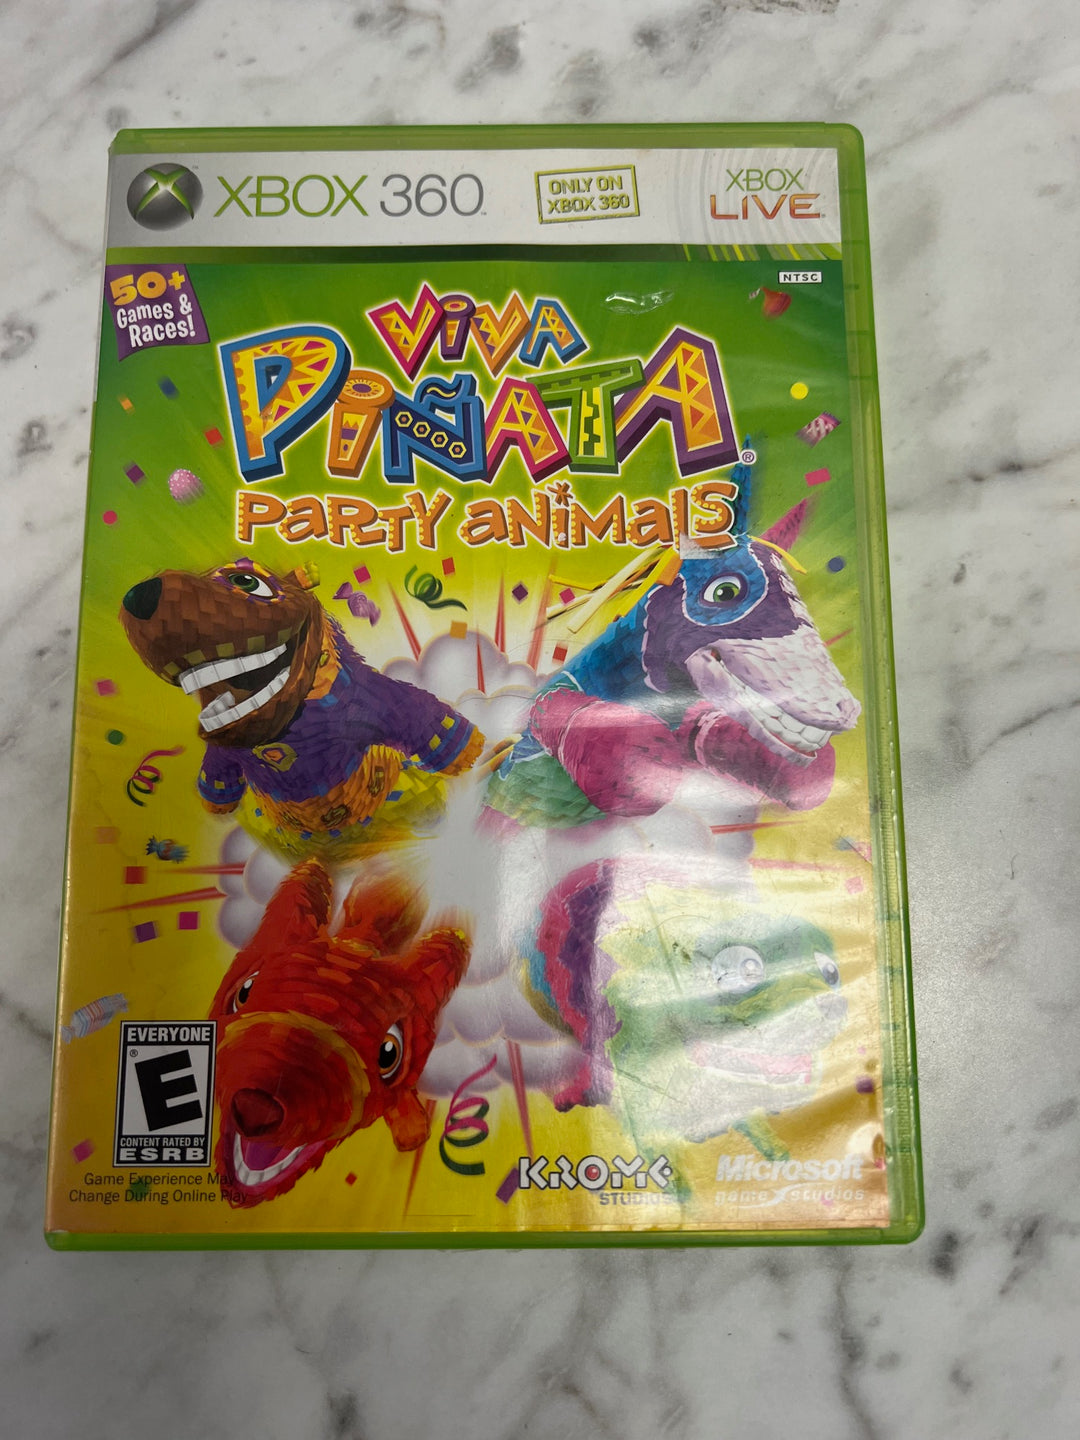 XBOX 360
ONLY ON
XBOX 360
XBOX
LIVE
NTSC
50+
Games &
Races!
VIVA
PIÑATA
PARTY ANIMALS
EVERYONE
E
CONTENT RATED BY
ESRB
Game Experience May
Change During Online Play
KROME
STUDIOS
Microsoft
game studios